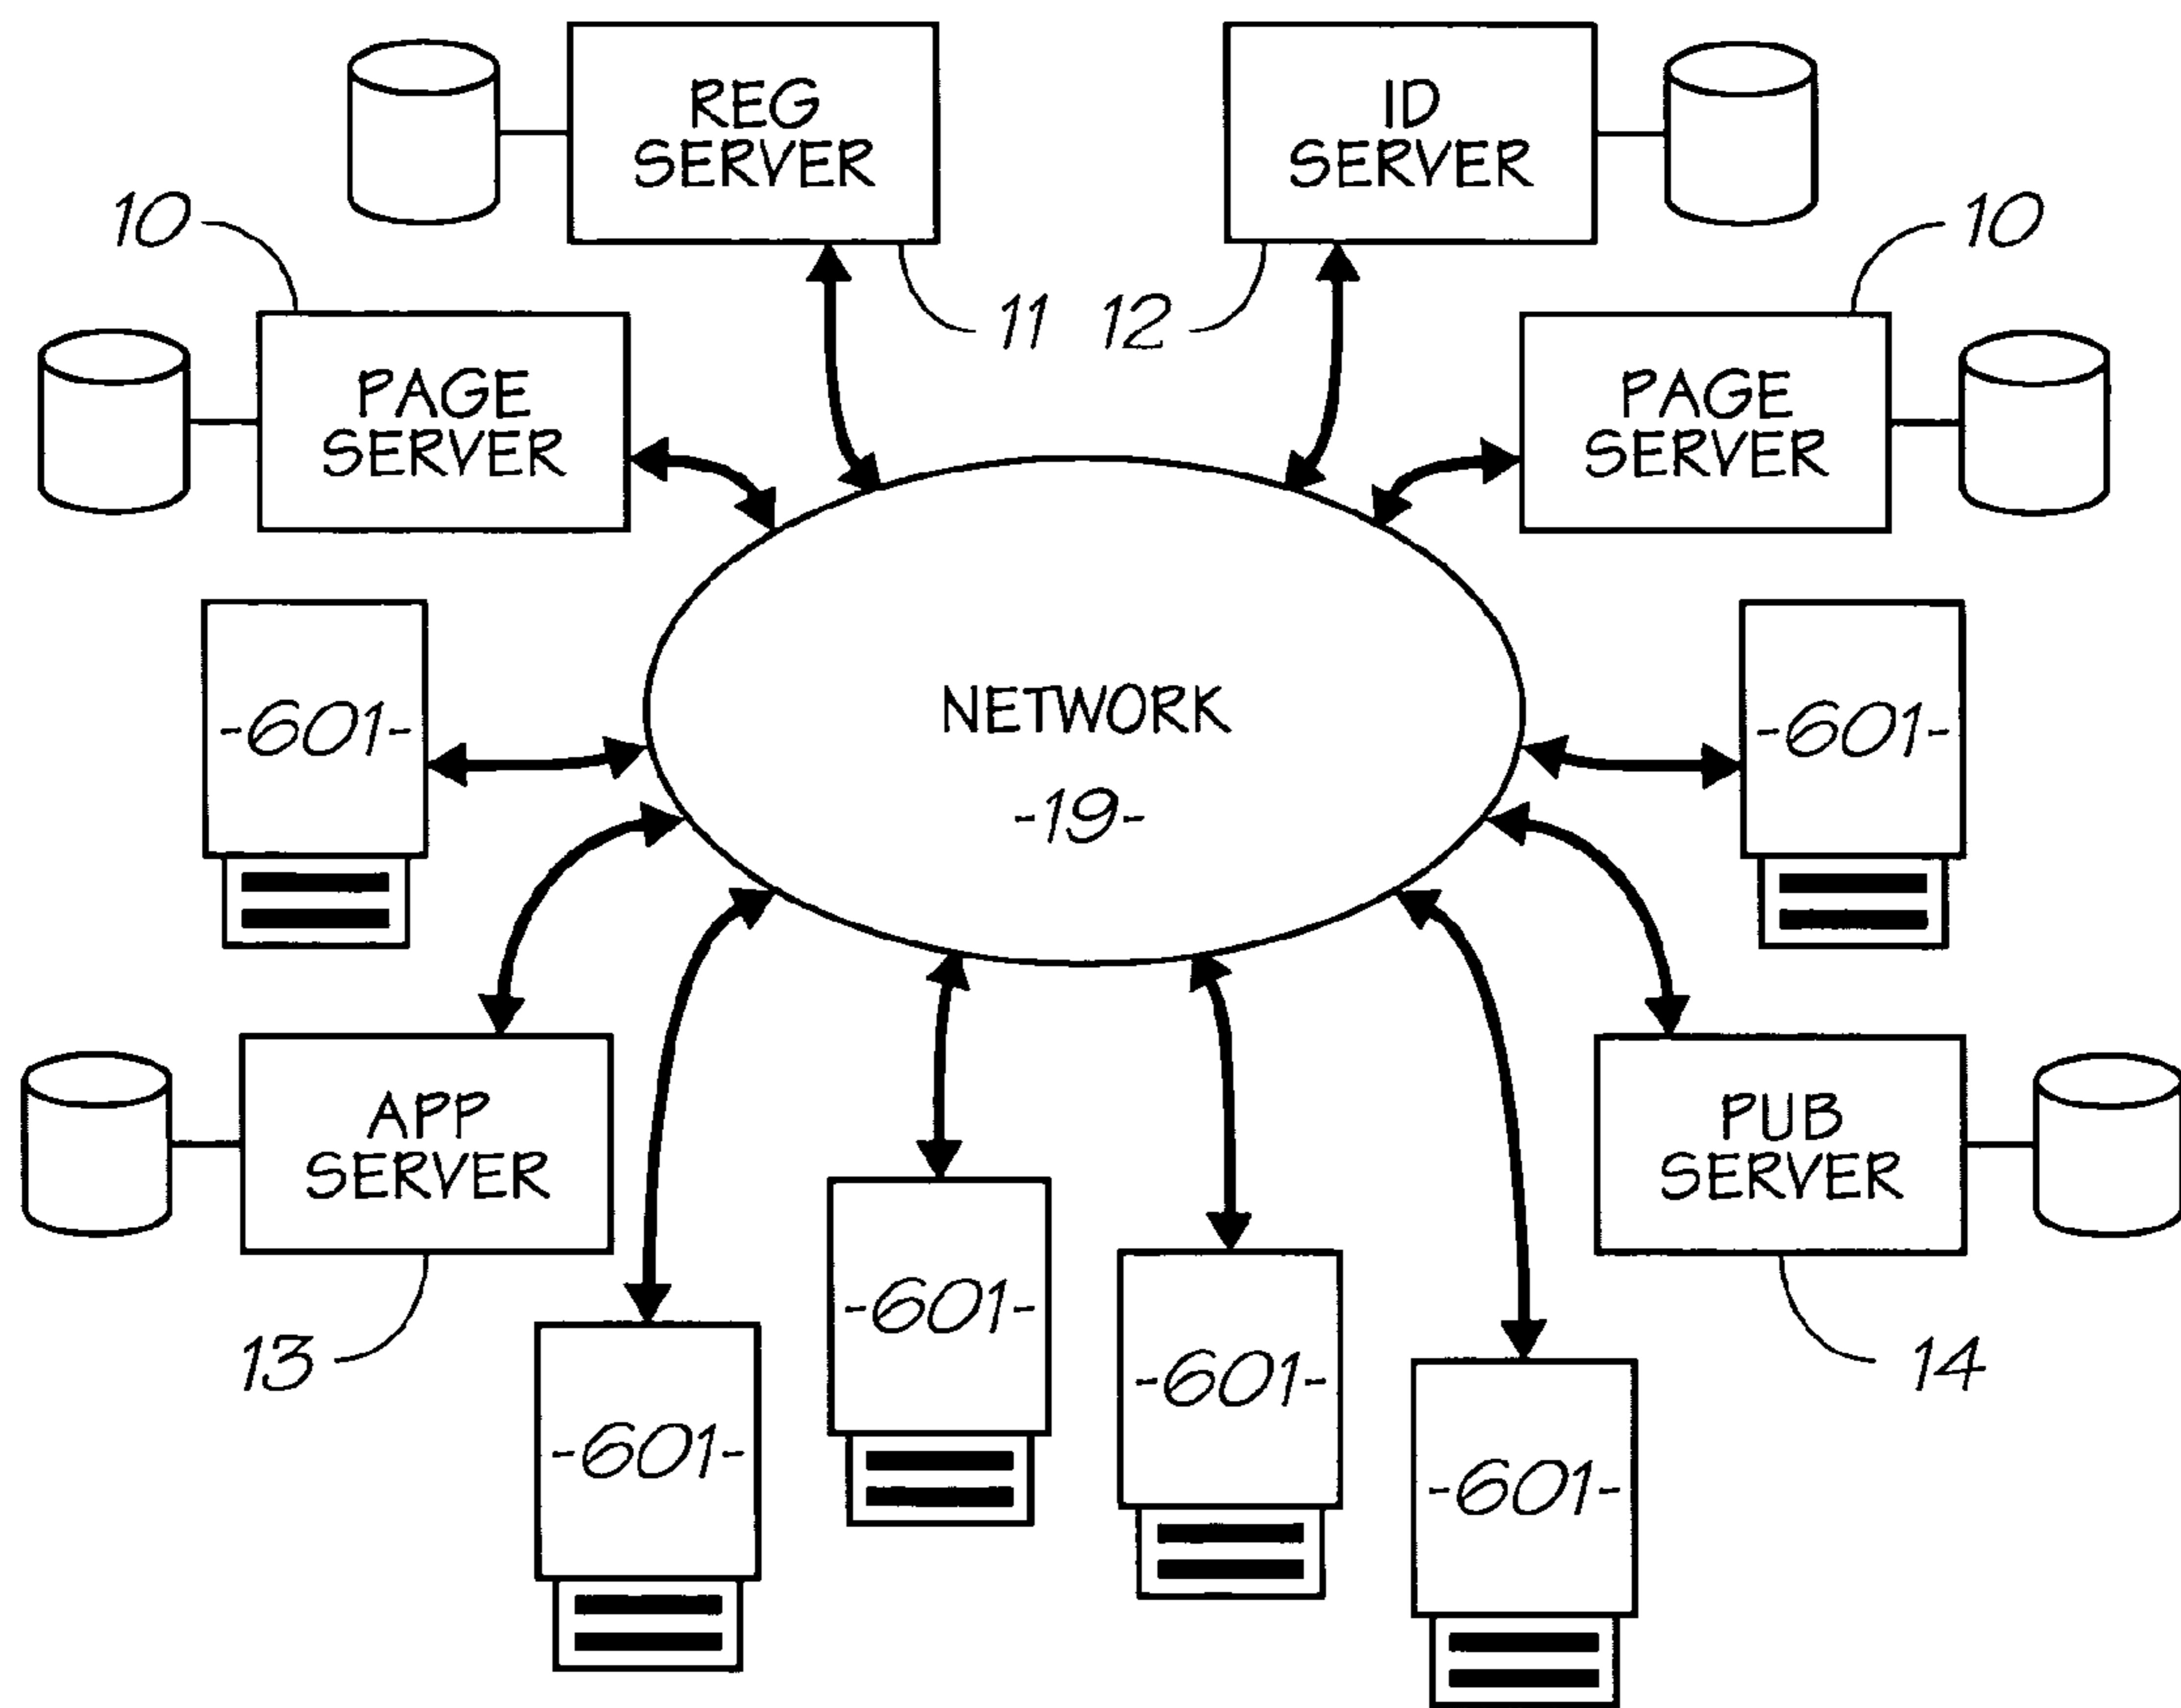 REG
SERVER
ID
SERVER
10
10
11
12
PAGE
SERVER
PAGE
SERVER
-601-
NETWORK
-19-
-601-
APP
SERVER
PUB
SERVER
13
-601-
-601-
-601-
-601-
14